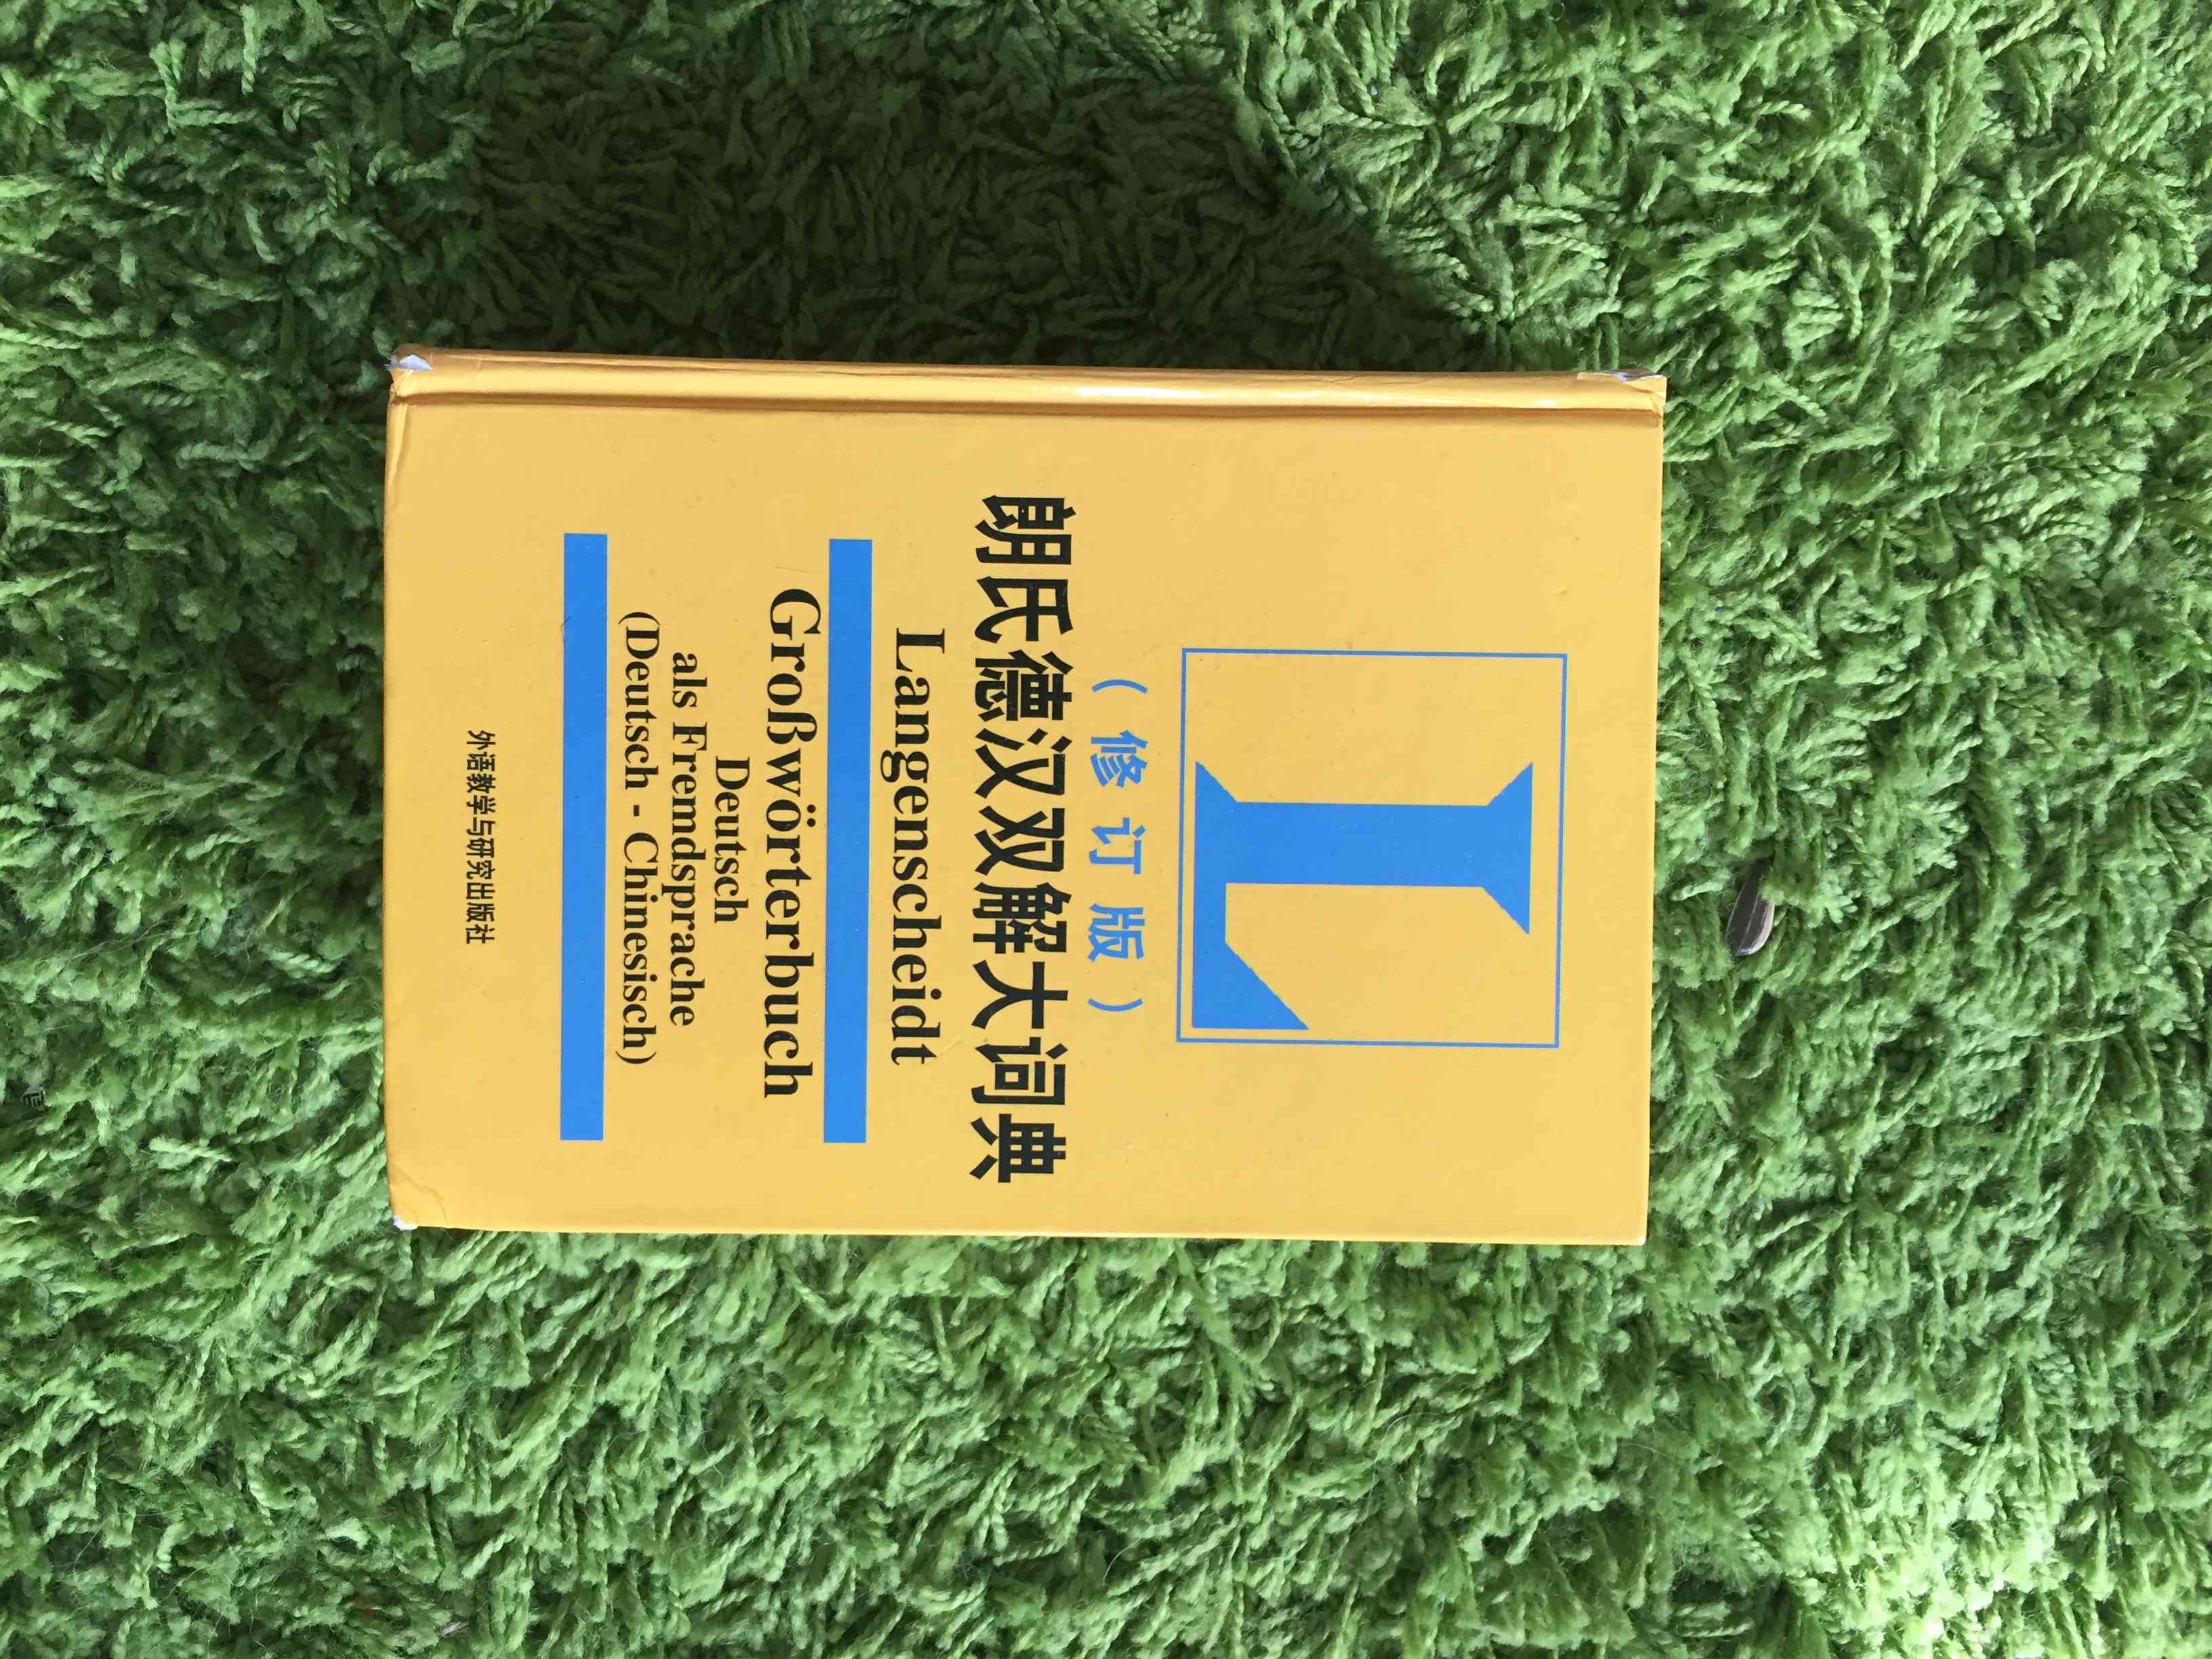 L
（修订版）
朗氏德汉双解大词典
Langenscheidt
Großwörterbuch
Deutsch
als Fremdsprache
(Deutsch - Chinesisch)
外语教学与研究出版社